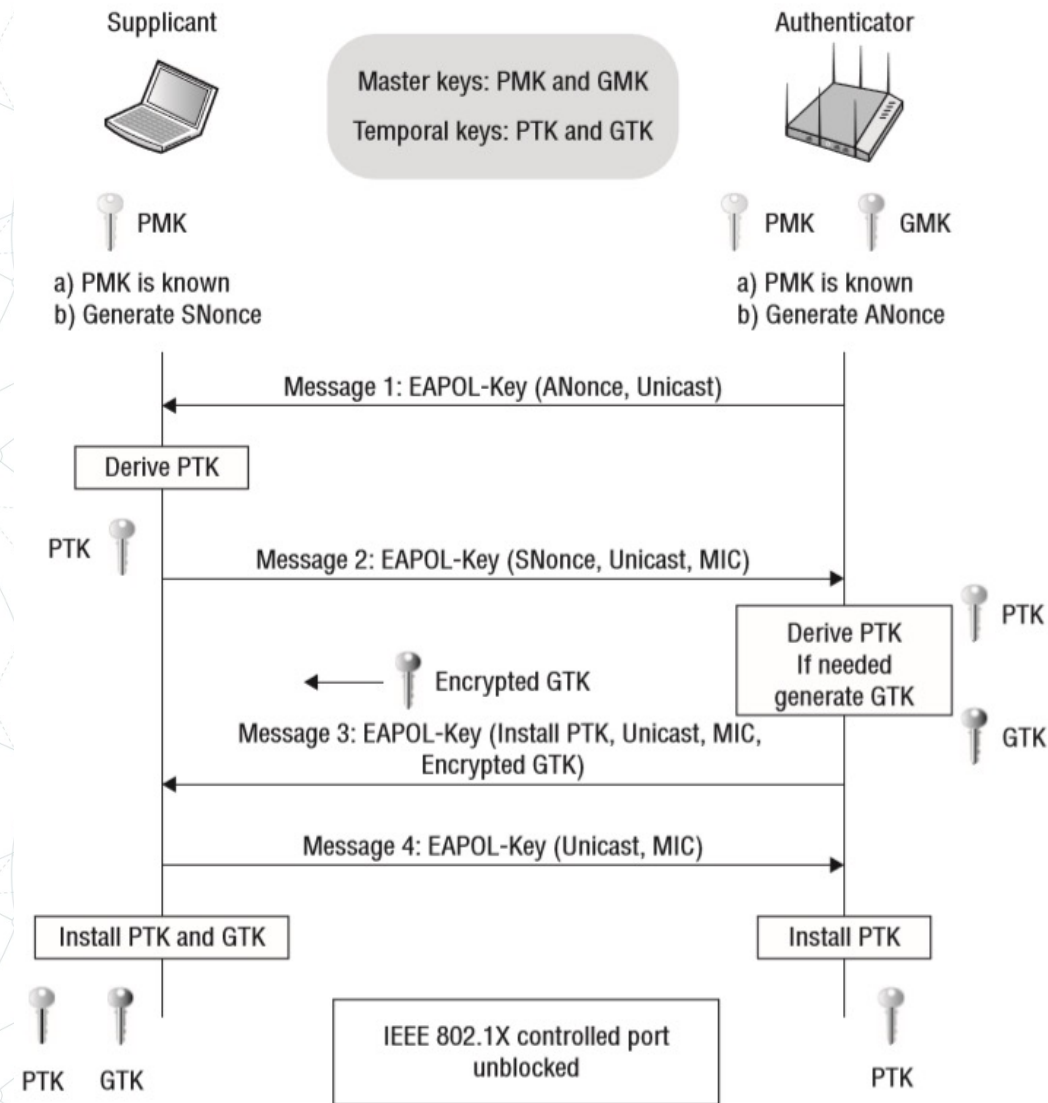 Supplicant
Authenticator
Master keys: PMK and GMK
Temporal keys: PTK and GTK
PMK
PMK
GMK
a) PMK is known
b) Generate SNonce
a) PMK is known
b) Generate ANonce
Message 1: EAPOL-Key (ANonce, Unicast)
Derive PTK
PTK
Message 2: EAPOL-Key (SNonce, Unicast, MIC)
Derive PTK
If needed
generate GTK
PTK
Encrypted GTK
GTK
Message 3: EAPOL-Key (Install PTK, Unicast, MIC,
Encrypted GTK)
Message 4: EAPOL-Key (Unicast, MIC)
Install PTK and GTK
Install PTK
IEEE 802.1X controlled port
unblocked
PTK
GTK
PTK